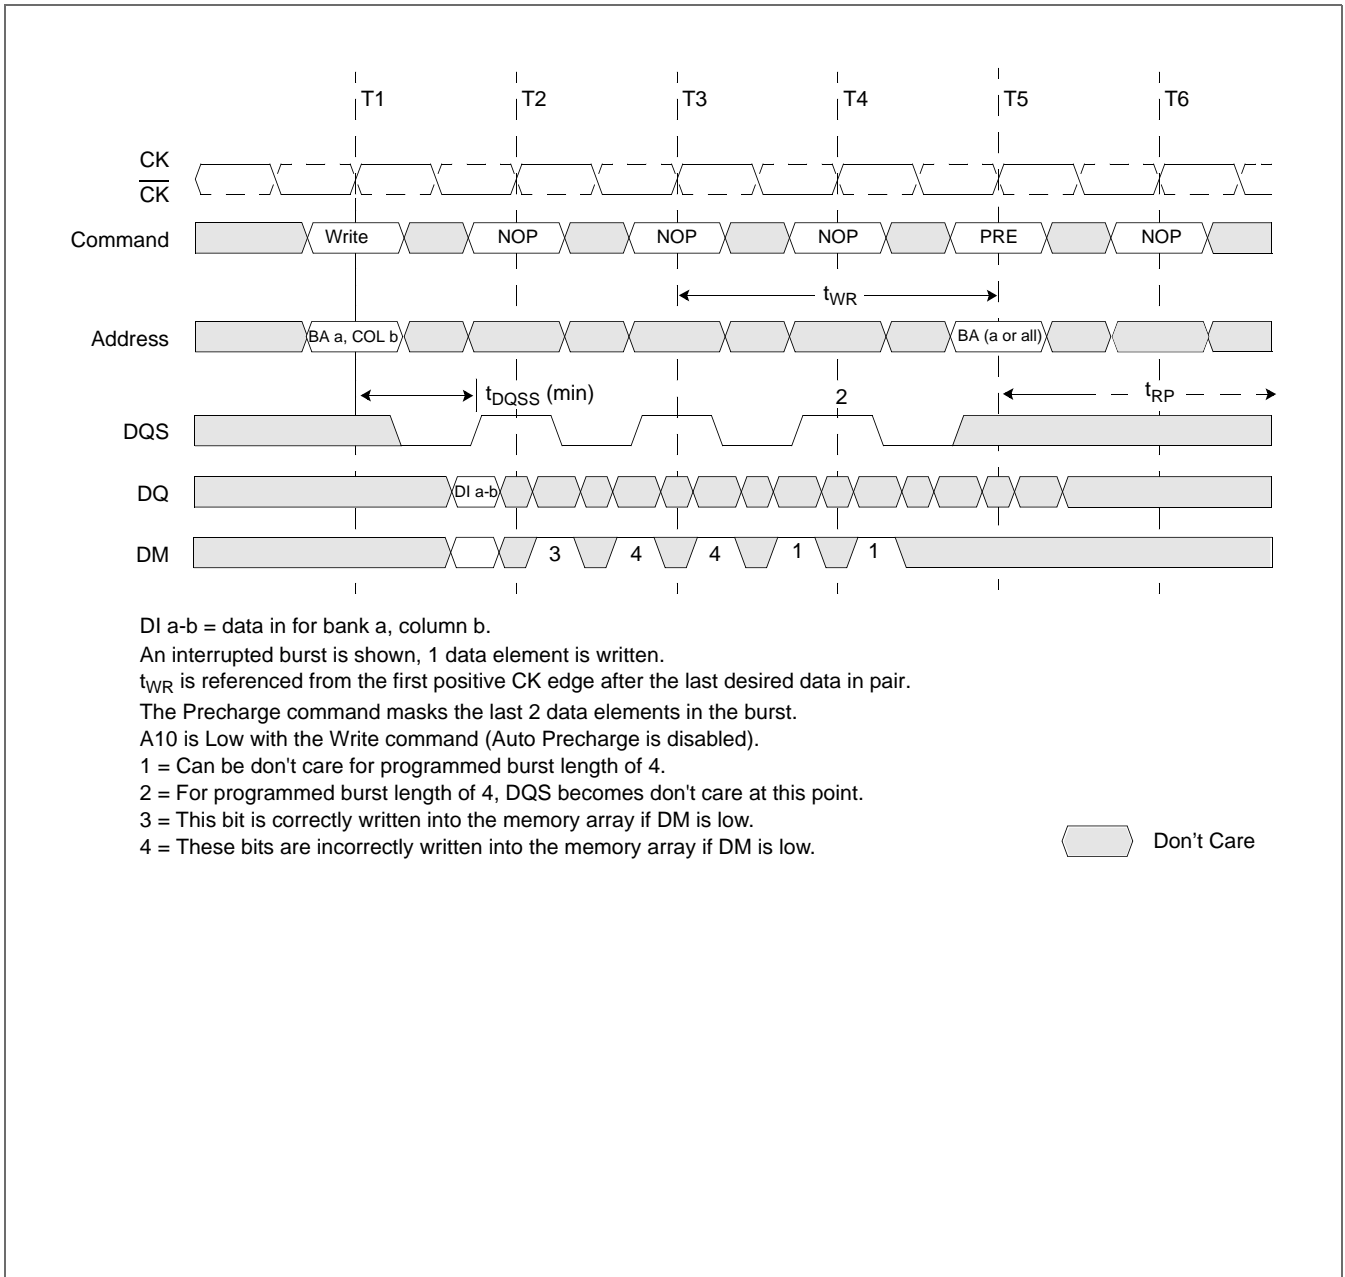 T1 T2 T3 T4 T5 T6
CK
CK
Command Write NOP NOP NOP PRE NOP
tWR
Address BA a, COL b BA (a or all)
tDQSS (min) 2 tRP
DQS
DQ DI a-b
DM 3 4 4 1 1
DI a-b = data in for bank a, column b.
An interrupted burst is shown, 1 data element is written.
tWR is referenced from the first positive CK edge after the last desired data in pair.
The Precharge command masks the last 2 data elements in the burst.
A10 is Low with the Write command (Auto Precharge is disabled).
1 = Can be don't care for programmed burst length of 4.
2 = For programmed burst length of 4, DQS becomes don't care at this point.
3 = This bit is correctly written into the memory array if DM is low.
4 = These bits are incorrectly written into the memory array if DM is low.
Don't Care